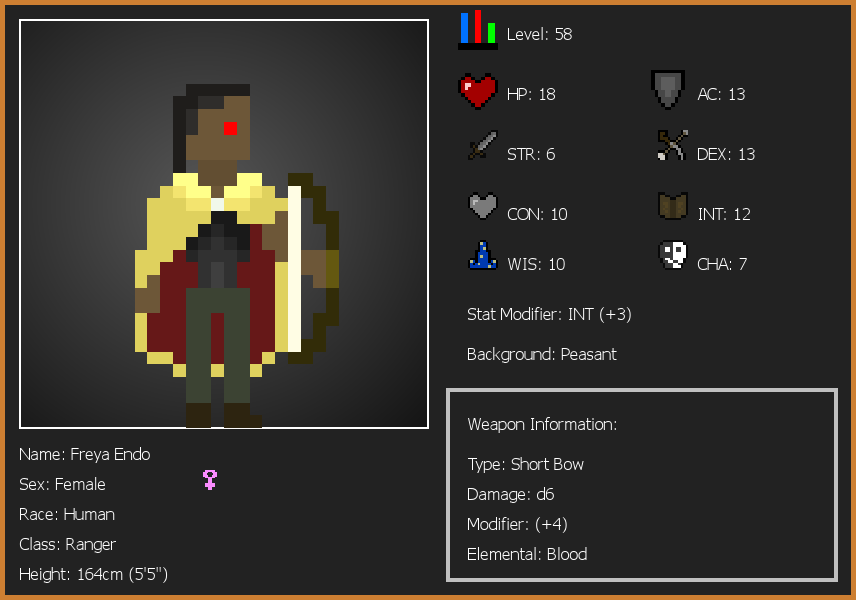 Level: 58
HP: 18
AC: 13
STR: 6
DEX: 13
CON: 10
INT: 12
WIS: 10
CHA: 7
Stat Modifier: INT (+3)
Background: Peasant
Weapon Information:
Type: Short Bow
Damage: d6
Modifier: (+4)
Elemental: Blood
Name: Freya Endo
Sex: Female
Race: Human
Class: Ranger
Height: 164cm (5'5")